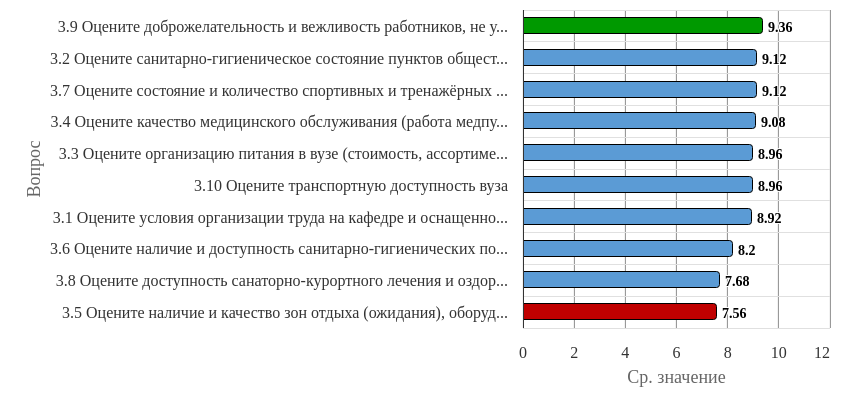 3.9 Оцените доброжелательность и вежливость работников, не у... 9.36
3.2 Оцените санитарно-гигиеническое состояние пунктов общест... 9.12
3.7 Оцените состояние и количество спортивных и тренажёрных ... 9.12
3.4 Оцените качество медицинского обслуживания (работа медпу... 9.08
3.3 Оцените организацию питания в вузе (стоимость, ассортиме... 8.96
3.10 Оцените транспортную доступность вуза 8.96
3.1 Оцените условия организации труда на кафедре и оснащенно... 8.92
3.6 Оцените наличие и доступность санитарно-гигиенических по... 8.2
3.8 Оцените доступность санаторно-курортного лечения и оздор... 7.68
3.5 Оцените наличие и качество зон отдыха (ожидания), оборуд... 7.56
Вопрос
0 2 4 6 8 10 12
Ср. значение